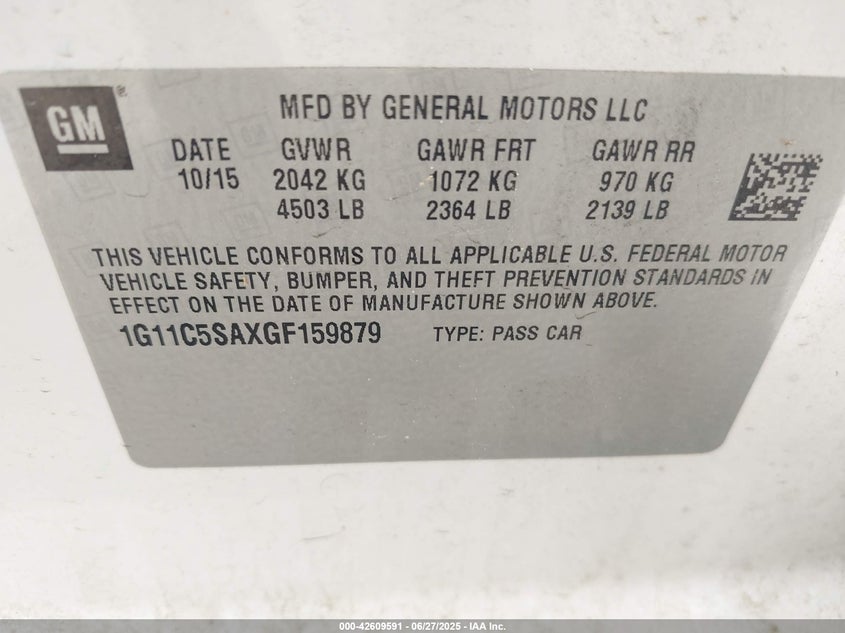 GM®
MFD BY GENERAL MOTORS LLC
DATE GVWR GAWR FRT GAWR RR
10/15 2042 KG 1072 KG 970 KG
4503 LB 2364 LB 2139 LB
THIS VEHICLE CONFORMS TO ALL APPLICABLE U.S. FEDERAL MOTOR
VEHICLE SAFETY, BUMPER, AND THEFT PREVENTION STANDARDS IN
EFFECT ON THE DATE OF MANUFACTURE SHOWN ABOVE.
1G11C5SAXGF159879 TYPE: PASS CAR
000-42609591 - 06/27/2025 - IAA Inc.